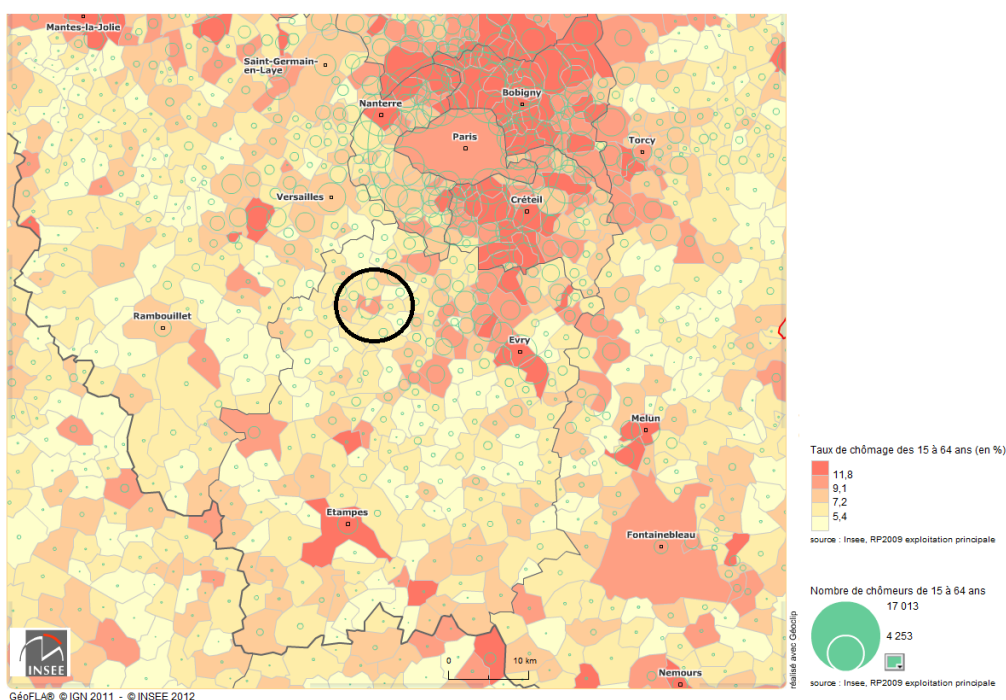 Mantes-la-Jolie
Saint-Germain-
en-Laye
Nanterre
Bobigny
Paris
Torcy
Versailles
Créteil
Rambouillet
Evry
Melun
Etampes
Fontainebleau
Nemours
0 10 km
INSEE
GéoFLA® © IGN 2011 - © INSEE 2012
réalisé avec Géoclip
Taux de chômage des 15 à 64 ans (en %)
11,8
9,1
7,2
5,4
source : Insee, RP2009 exploitation principale
Nombre de chômeurs de 15 à 64 ans
17 013
4 253
source : Insee, RP2009 exploitation principale